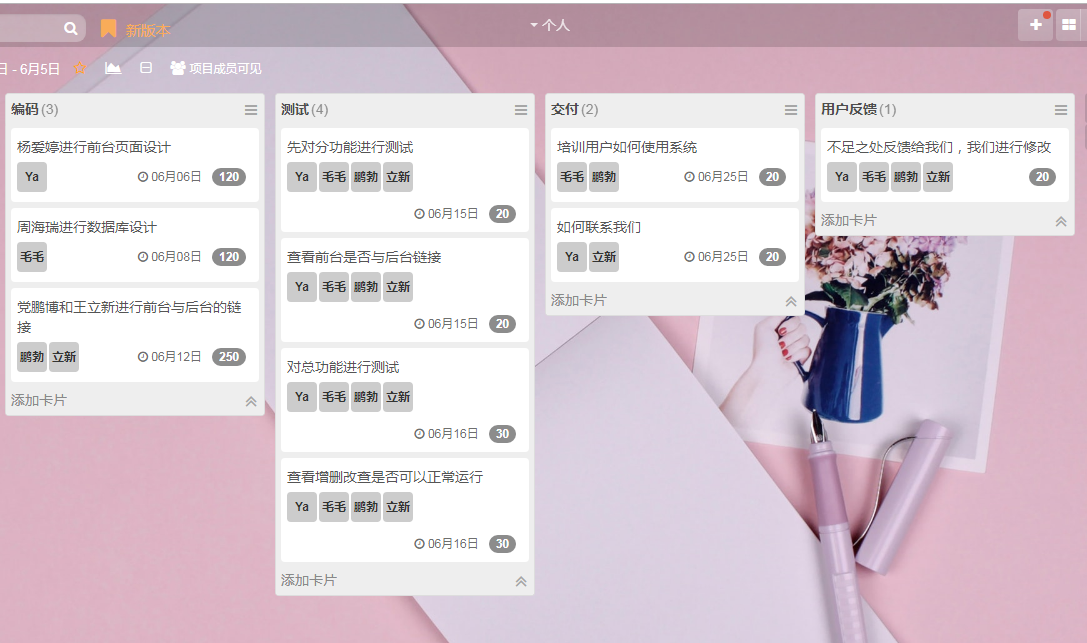 新版本
个人
日 - 6月5日
项目成员可见
编码(3)
杨爱婷进行前台页面设计
Ya
06月06日
120
周海瑞进行数据库设计
毛毛
06月08日
120
党鹏博和王立新进行前台与后台的链
接
鹏勃 立新
06月12日
250
添加卡片
测试(4)
先对分功能进行测试
Ya 毛毛 鹏勃 立新
06月15日
20
查看前台是否与后台链接
Ya 毛毛 鹏勃 立新
06月15日
20
对总功能进行测试
Ya 毛毛 鹏勃 立新
06月16日
30
查看增删改查是否可以正常运行
Ya 毛毛 鹏勃 立新
06月16日
30
添加卡片
交付(2)
培训用户如何使用系统
毛毛 鹏勃
06月25日
20
如何联系我们
Ya 立新
06月25日
20
添加卡片
用户反馈(1)
不足之处反馈给我们，我们进行修改
Ya 毛毛 鹏勃 立新
20
添加卡片